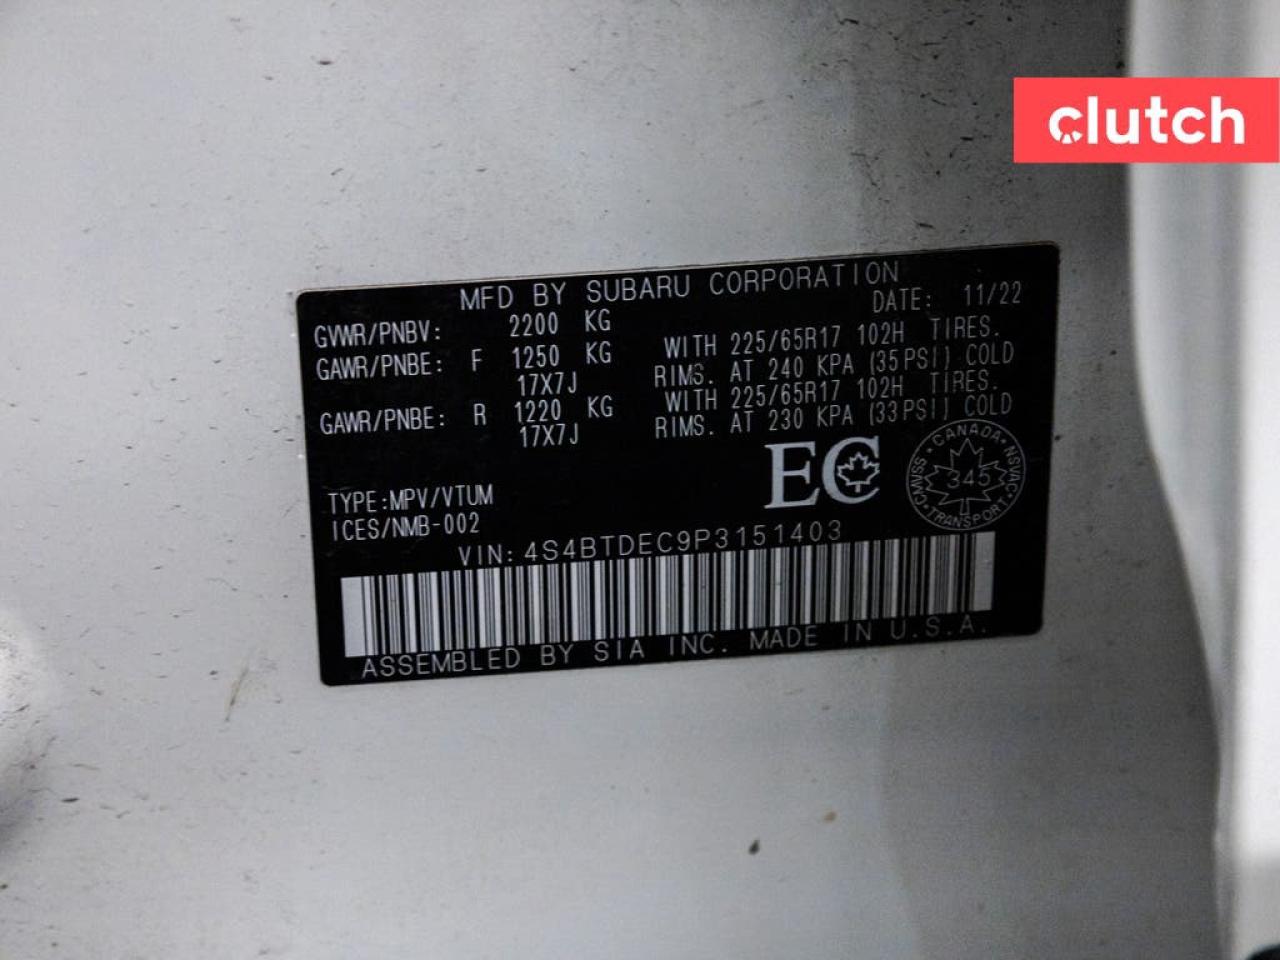 clutch
MFD BY SUBARU CORPORATION
DATE: 11/22
GVWR/PNBV: 2200 KG
GAWR/PNBE: F 1250 KG WITH 225/65R17 102H TIRES.
17X7J RIMS. AT 240 KPA (35PSI) COLD
GAWR/PNBE: R 1220 KG WITH 225/65R17 102H TIRES.
17X7J RIMS. AT 230 KPA (33PSI) COLD
EC
CANADA
CMVSS 345 NSVAC
TRANSPORT
TYPE:MPV/VTUM
ICES/NMB-002
VIN: 4S4BTDEC9P3151403
ASSEMBLED BY SIA INC. MADE IN U.S.A.